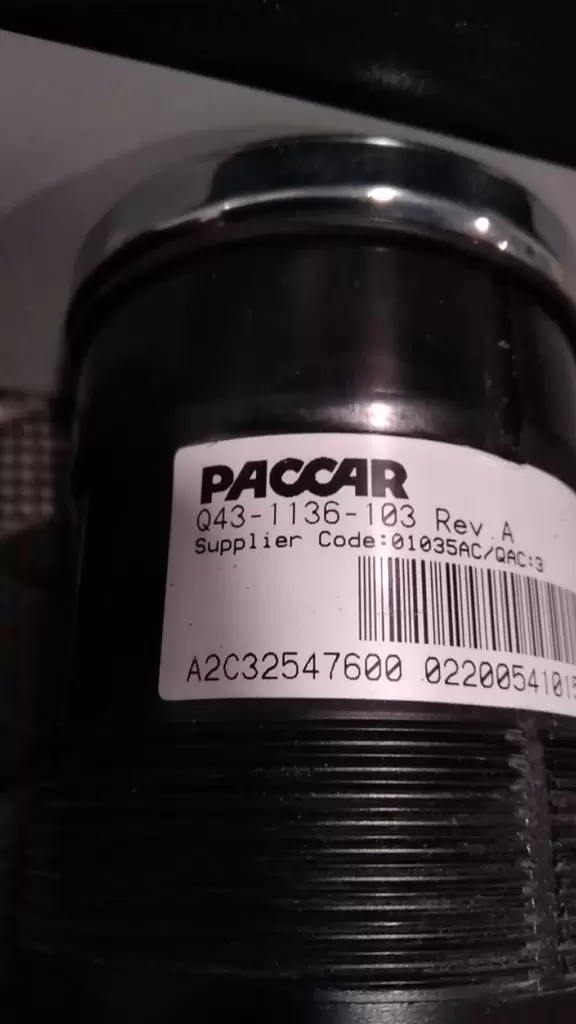 PACCAR
Q43-1136-103 Rev.A
Supplier Code:01035AC/QAC:3
A2C32547600 0220054101